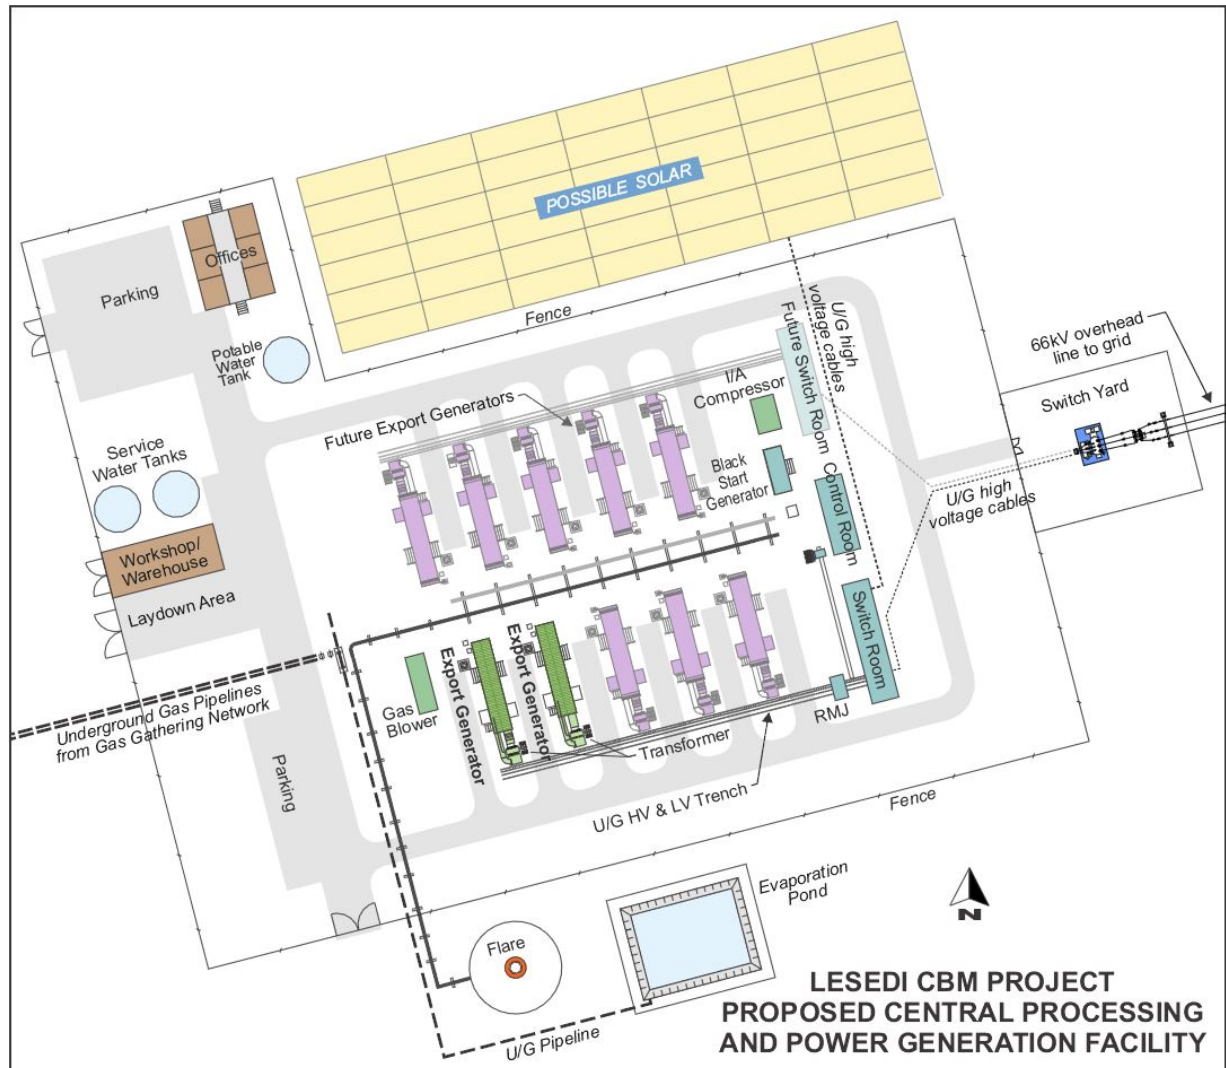 POSSIBLE SOLAR
Offices
Parking
Fence
Potable
Water
Tank
U/G high
voltage cables
Future Switch Room
66kV overhead
line to grid
Switch Yard
I/A
Compressor
Future Export Generators
Service
Water Tanks
Black
Start
Generator
Control Room
U/G high
voltage cables
Workshop/
Warehouse
Laydown Area
Switch Room
Export Generator
Export Generator
Gas
Blower
Underground Gas Pipelines
from Gas Gathering Network
RMJ
Transformer
Parking
U/G HV & LV Trench
Fence
Evaporation
Pond
N
Flare
U/G Pipeline
LESEDI CBM PROJECT
PROPOSED CENTRAL PROCESSING
AND POWER GENERATION FACILITY